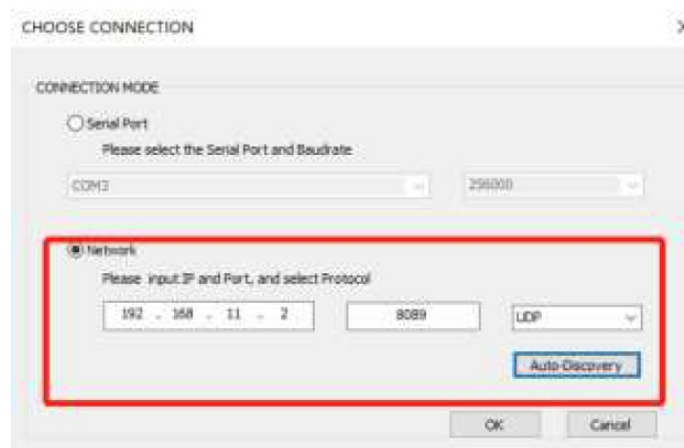 CHOOSE CONNECTION
CONNECTION MODE
Serial Port
Please select the Serial Port and Baudrate
COM3 256000
Network
Please input IP and Port, and select Protocol
192 . 168 . 11 . 2 8089 UDP
Auto Discovery
OK Cancel